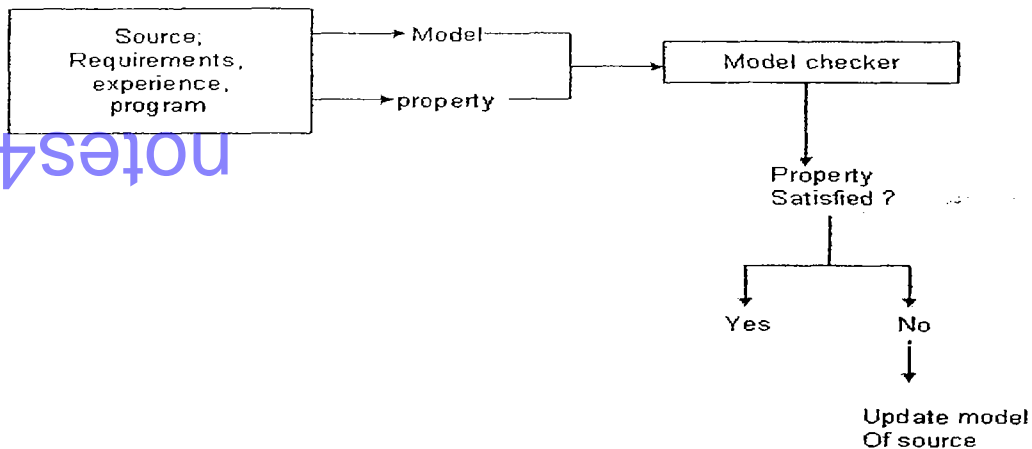 Source;
Requirements,
experience,
program
Model
property
Model checker
Property
Satisfied ?
Yes
No
Update model
Of source
notes4